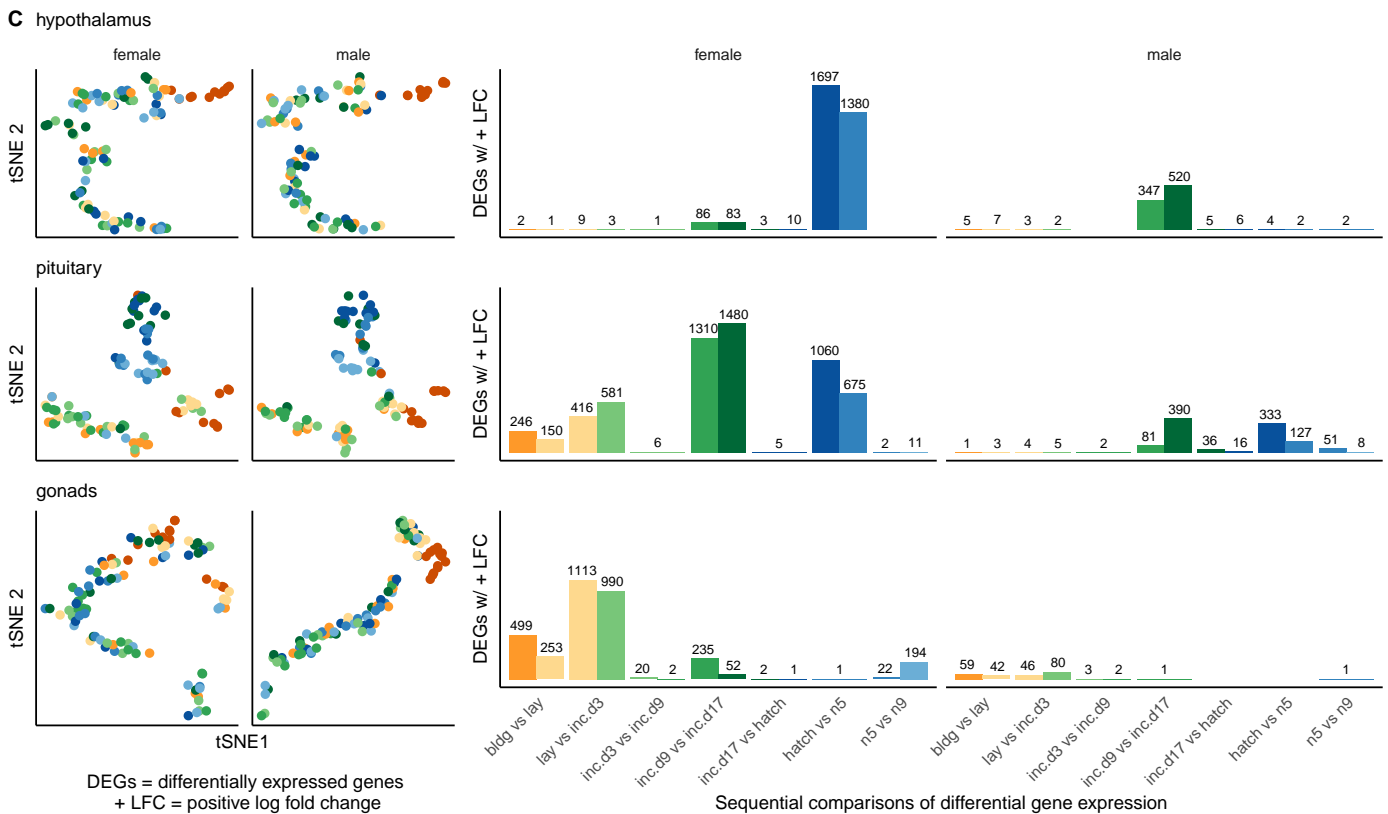 C hypothalamus
female male female male
tSNE 2
DEGs w/ + LFC
2 1 9 3 1 86 83 3 10 1697 1380
5 7 3 2 347 520 5 6 4 2 2
pituitary
tSNE 2
DEGs w/ + LFC
246 150 416 581 6 1310 1480 5 1060 675 2 11
1 3 4 5 2 81 390 36 16 333 127 51 8
gonads
tSNE 2
DEGs w/ + LFC
499 253 1113 990 20 2 235 52 2 1 1 22 194
59 42 46 80 3 2 1 1
bldg vs lay
lay vs inc.d3
inc.d3 vs inc.d9
inc.d9 vs inc.d17
inc.d17 vs hatch
hatch vs n5
n5 vs n9
bldg vs lay
lay vs inc.d3
inc.d3 vs inc.d9
inc.d9 vs inc.d17
inc.d17 vs hatch
hatch vs n5
n5 vs n9
tSNE1
DEGs = differentially expressed genes
+ LFC = positive log fold change
Sequential comparisons of differential gene expression